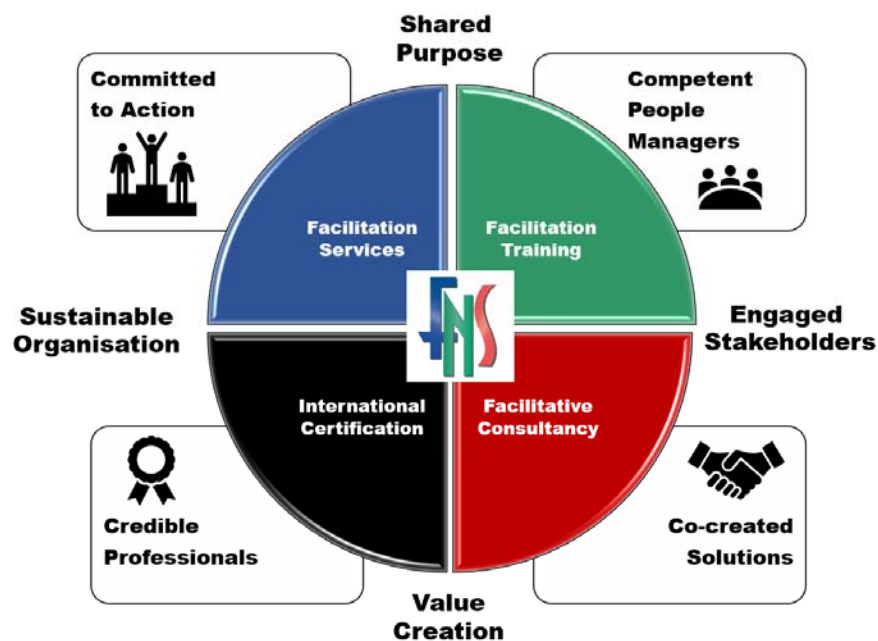 Shared
Purpose
Committed
to Action
Competent
People
Managers
Facilitation
Services
Facilitation
Training
Sustainable
Organisation
FNS
Engaged
Stakeholders
International
Certification
Facilitative
Consultancy
Credible
Professionals
Co-created
Solutions
Value
Creation